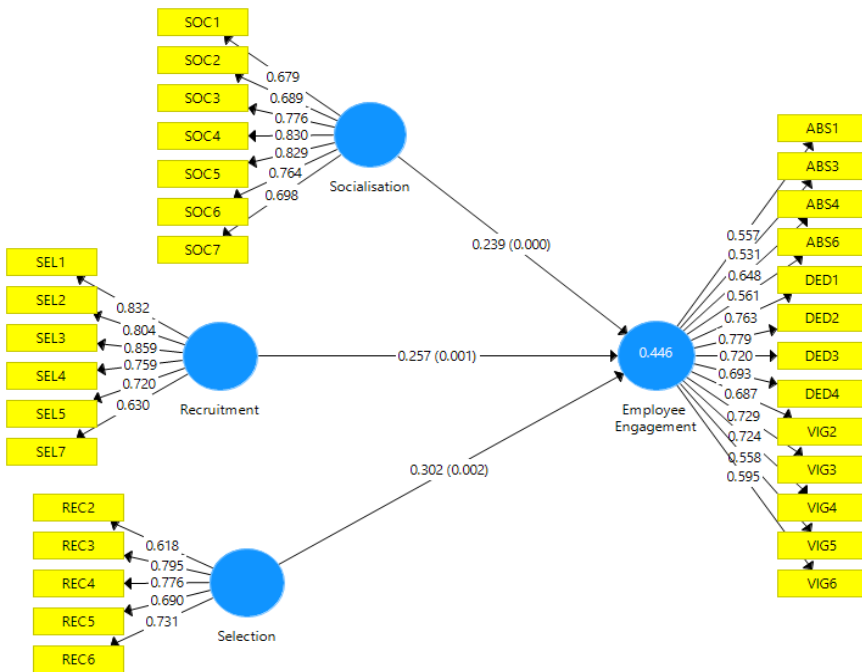 SOC1
SOC2
SOC3
SOC4
SOC5
SOC6
SOC7
0.679
0.689
0.776
0.830
0.829
0.764
0.698
Socialisation
0.239 (0.000)
SEL1
SEL2
SEL3
SEL4
SEL5
SEL7
0.832
0.804
0.859
0.759
0.720
0.630
Recruitment
0.257 (0.001)
REC2
REC3
REC4
REC5
REC6
0.618
0.795
0.776
0.690
0.731
Selection
0.302 (0.002)
0.446
Employee
Engagement
0.557
0.531
0.648
0.561
0.763
0.779
0.720
0.693
0.687
0.729
0.724
0.558
0.595
ABS1
ABS3
ABS4
ABS6
DED1
DED2
DED3
DED4
VIG2
VIG3
VIG4
VIG5
VIG6